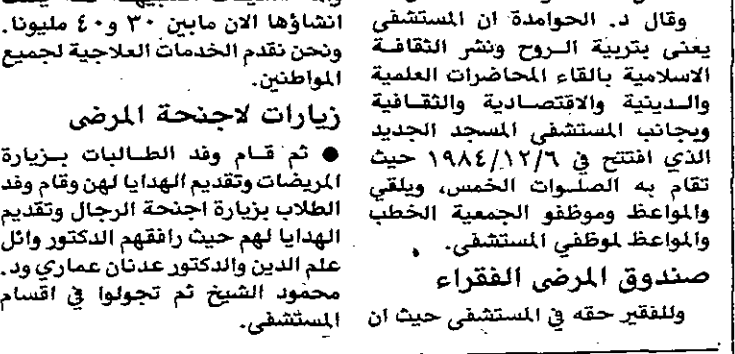 وقال د. الحوامدة ان المستشفى
يعنى بتربية الروح ونشر الثقافة
الاسلامية بالقاء المحاضرات العلمية
والدينية والاقتصادية والثقافية
وبجانب المستشفى المسجد الجديد
الذي افتتح في ١٩٨٤/١٢/٦ حيث
تقام به الصلوات الخمس، ويلقي
والمواعظ وموظفو الجمعية الخطب
والمواعظ لموظفي المستشفى.
صندوق المرضى الفقراء
وللفقير حقه في المستشفى حيث ان
انشاؤها الان مابين ٣٠ و٤٠ مليونا.
ونحن نقدم الخدمات العلاجية لجميع
المواطنين.
زيارات لاجنحة المرضى
● ثم قام وفد الطالبات بزيارة
المريضات وتقديم الهدايا لهن وقام وفد
الطلاب بزيارة اجنحة الرجال وتقديم
الهدايا لهم حيث رافقهم الدكتور وائل
علم الدين والدكتور عدنان عماري ود.
محمود الشيخ ثم تجولوا في اقسام
المستشفى.